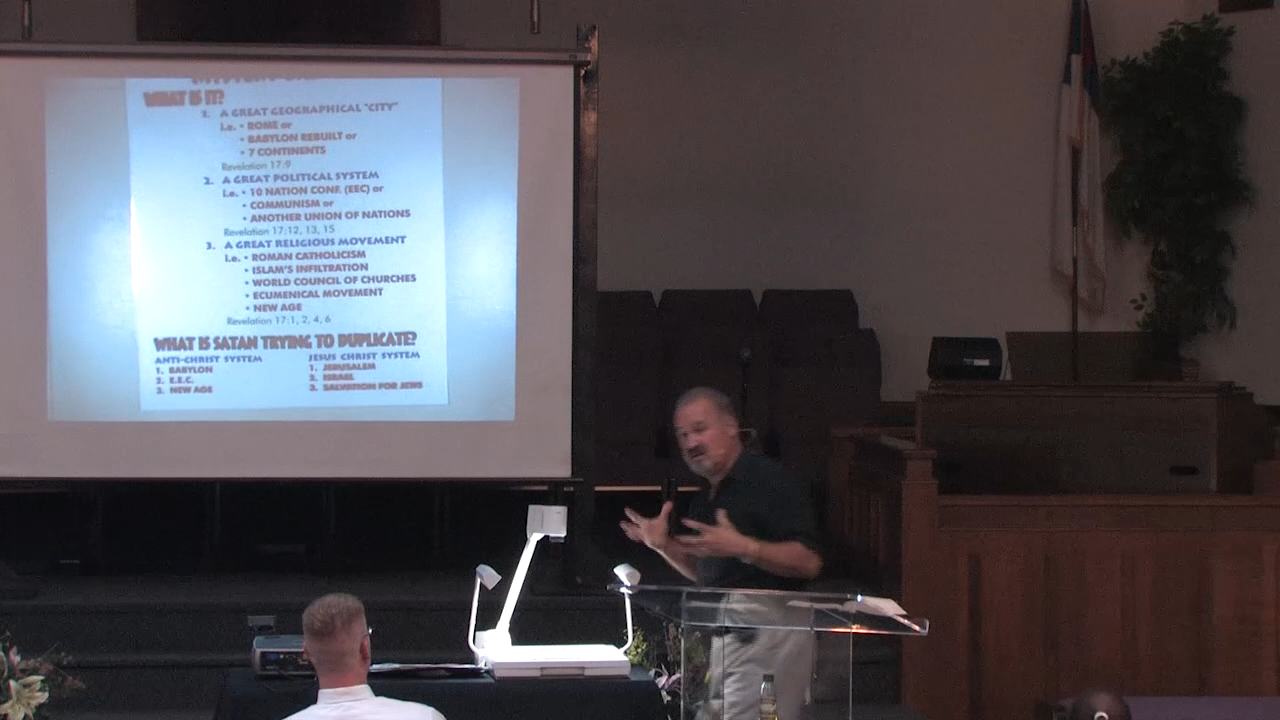 WHAT IS IT?
1. A GREAT GEOGRAPHICAL "CITY"
i.e. • ROME or
• BABYLON REBUILT or
• 7 CONTINENTS
Revelation 17:9
2. A GREAT POLITICAL SYSTEM
i.e. • 10 NATION CONF. (EEC) or
• COMMUNISM or
• ANOTHER UNION OF NATIONS
Revelation 17:12, 13, 15
3. A GREAT RELIGIOUS MOVEMENT
i.e. • ROMAN CATHOLICISM
• ISLAM'S INFILTRATION
• WORLD COUNCIL OF CHURCHES
• ECUMENICAL MOVEMENT
• NEW AGE
Revelation 17:1, 2, 4, 6
WHAT IS SATAN TRYING TO DUPLICATE?
ANTI-CHRIST SYSTEM JESUS CHRIST SYSTEM
1. BABYLON 1. JERUSALEM
2. E.E.C. 2. ISRAEL
3. NEW AGE 3. SALVATION FOR JEWS